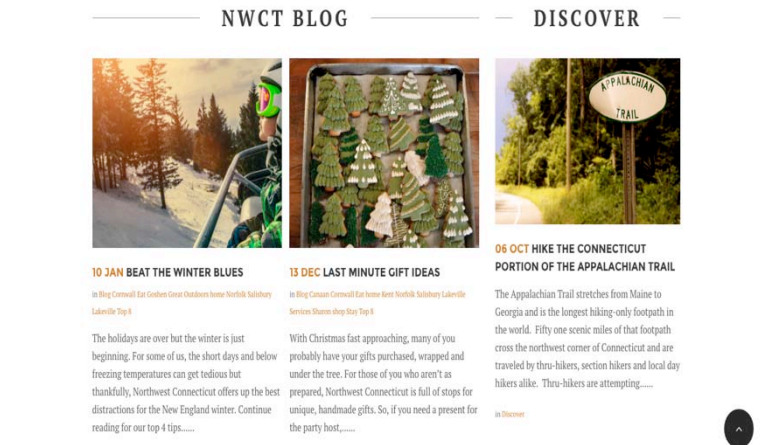 NWCT BLOG
10 JAN BEAT THE WINTER BLUES
in Blog Cornwall Eat Goshen Great Outdoors home Norfolk Salisbury
Lakeville Top 8
The holidays are over but the winter is just
beginning. For some of us, the short days and below
freezing temperatures can get tedious but
thankfully, Northwest Connecticut offers up the best
distractions for the New England winter. Continue
reading for our top 4 tips......
13 DEC LAST MINUTE GIFT IDEAS
in Blog Canaan Cornwall Eat home Kent Norfolk Salisbury Lakeville
Services Sharon shop Stay Top 8
With Christmas fast approaching, many of you
probably have your gifts purchased, wrapped and
under the tree. For those of you who aren't as
prepared, Northwest Connecticut is full of stops for
unique, handmade gifts. So, if you need a present for
the party host,......
DISCOVER
APPALACHIAN
TRAIL
06 OCT HIKE THE CONNECTICUT
PORTION OF THE APPALACHIAN TRAIL
The Appalachian Trail stretches from Maine to
Georgia and is the longest hiking-only footpath in
the world. Fifty one scenic miles of that footpath
cross the northwest corner of Connecticut and are
traveled by thru-hikers, section hikers and local day
hikers alike. Thru-hikers are attempting......
in Discover